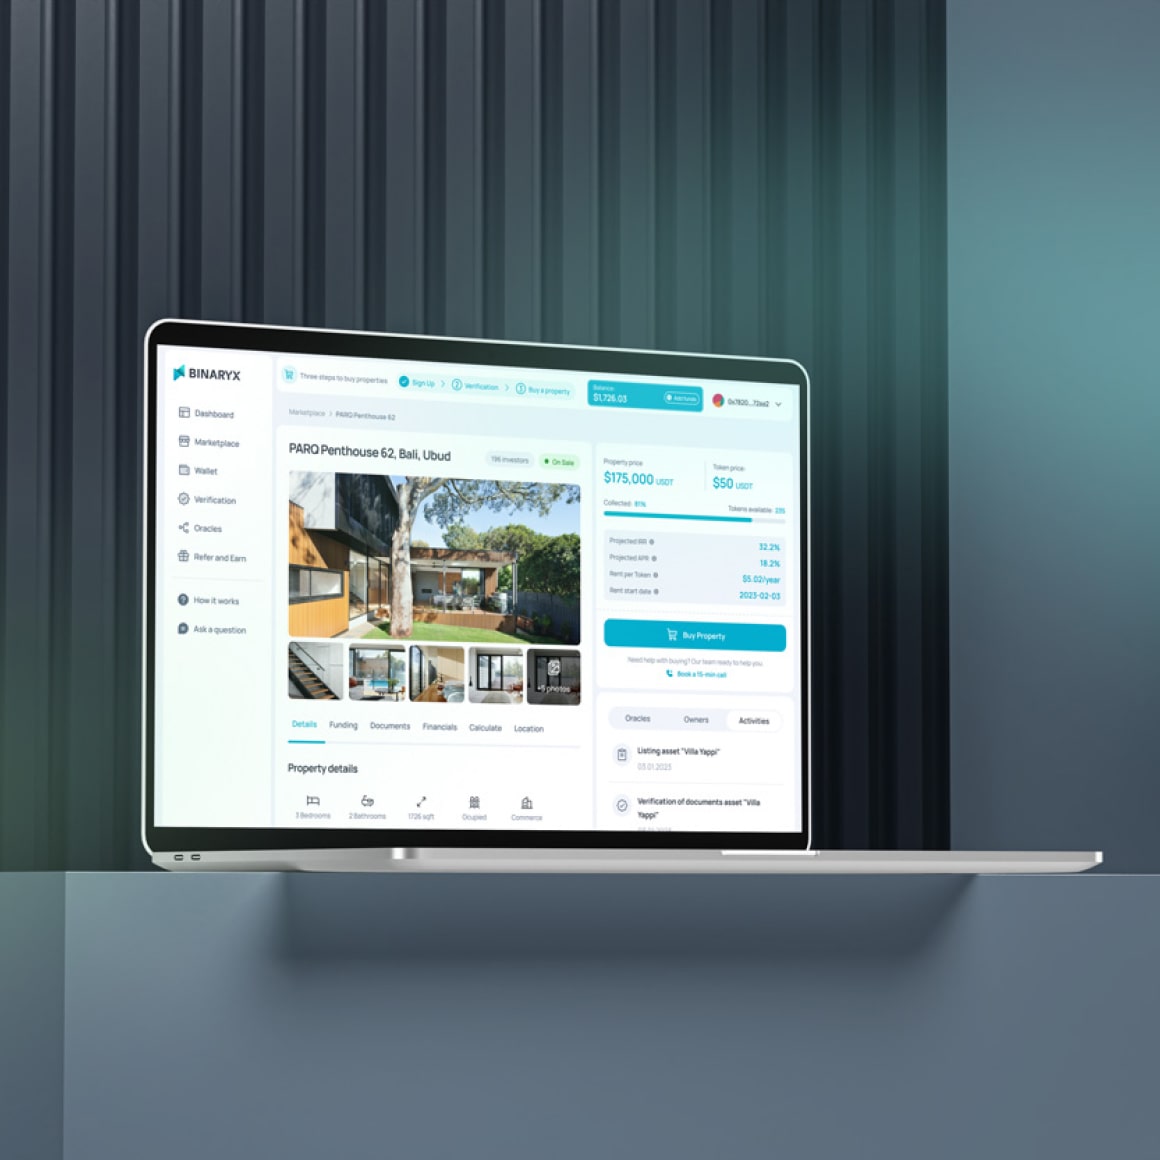 BINARYX
Three steps to buy properties
Sign Up
2 Verification
3 Buy a property
Balance:
$1,726.03
Add funds
0x7820...72ee2
Dashboard
Marketplace
Wallet
Verification
Oracles
Refer and Earn
How it works
Ask a question
Marketplace > PARQ Penthouse 62
PARQ Penthouse 62, Bali, Ubud
196 investors
On Sale
+5 photos
Details
Funding
Documents
Financials
Calculate
Location
Property details
3 Bedrooms
2 Bathrooms
1726 sqft
Ocupied
Commerce
Property price:
$175,000 USDT
Token price:
$50 USDT
Collected: 81%
Tokens available:
Projected IRR
32.2%
Projected APR
18.2%
Rent per Token
$5.02/year
Rent start date
2023-02-03
Buy Property
Need help with buying? Our team ready to help you
Book a 15-min call
Oracles
Owners
Activities
Listing asset "Villa Yappi"
03.01.2023
Verification of documents asset "Villa
Yappi"